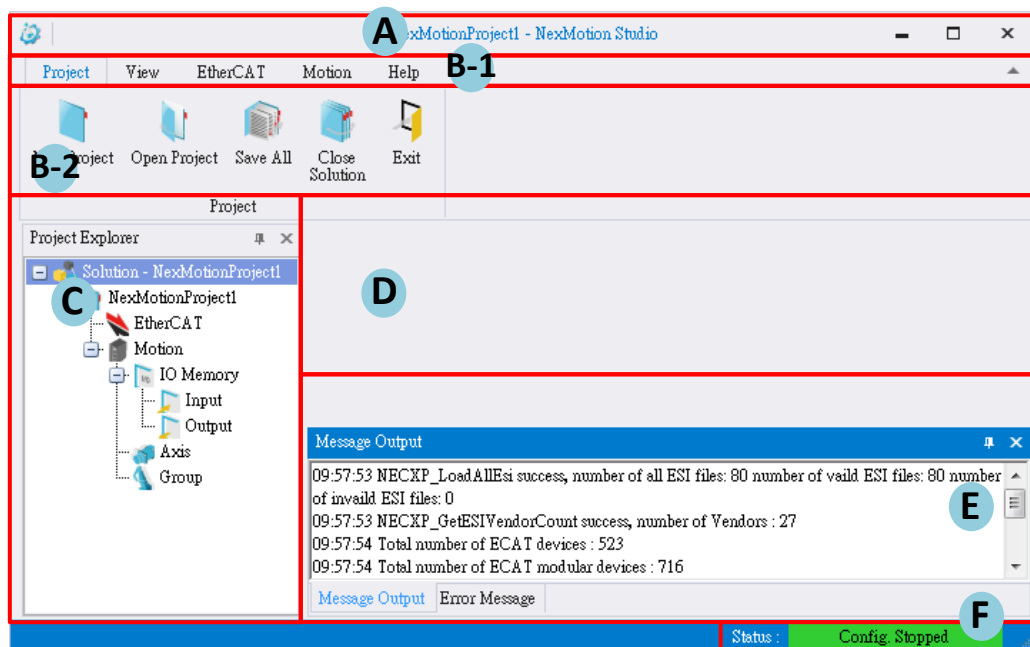 A
NexMotionProject1 - NexMotion Studio
Project View EtherCAT Motion Help B-1
B-2 Project Open Project Save All Close Solution Exit
Project
Project Explorer
Solution - NexMotionProject1
C
NexMotionProject1
EtherCAT
Motion
IO Memory
Input
Output
Axis
Group
D
Message Output
09:57:53 NECXP_LoadAllEsi success, number of all ESI files: 80 number of vaild ESI files: 80 number
of invaild ESI files: 0
09:57:53 NECXP_GetESIVendorCount success, number of Vendors : 27
09:57:54 Total number of ECAT devices : 523
09:57:54 Total number of ECAT modular devices : 716
E
Message Output Error Message
F
Status : Config. Stopped